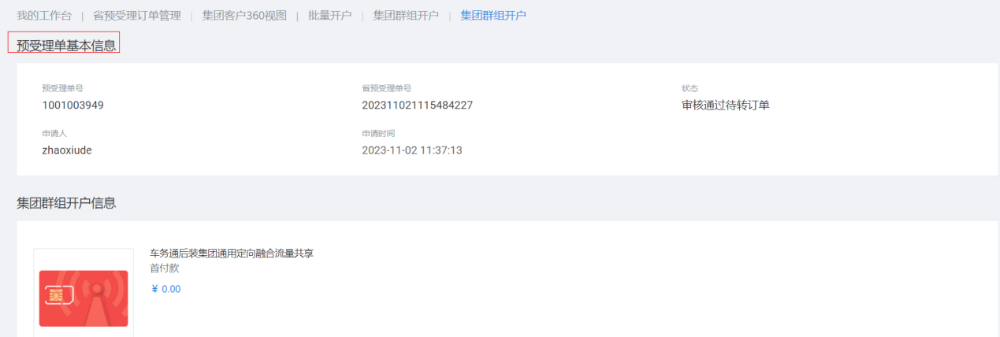 我的工作台 | 省预受理订单管理 | 集团客户360视图 | 批量开户 | 集团群组开户 | 集团群组开户
预受理单基本信息
预受理单号 省预受理单号 状态
1001003949 202311021115484227 审核通过待转订单
申请人 申请时间
zhaoxiude 2023-11-02 11:37:13
集团群组开户信息
车务通后装集团通用定向融合流量共享
首付款
¥ 0.00